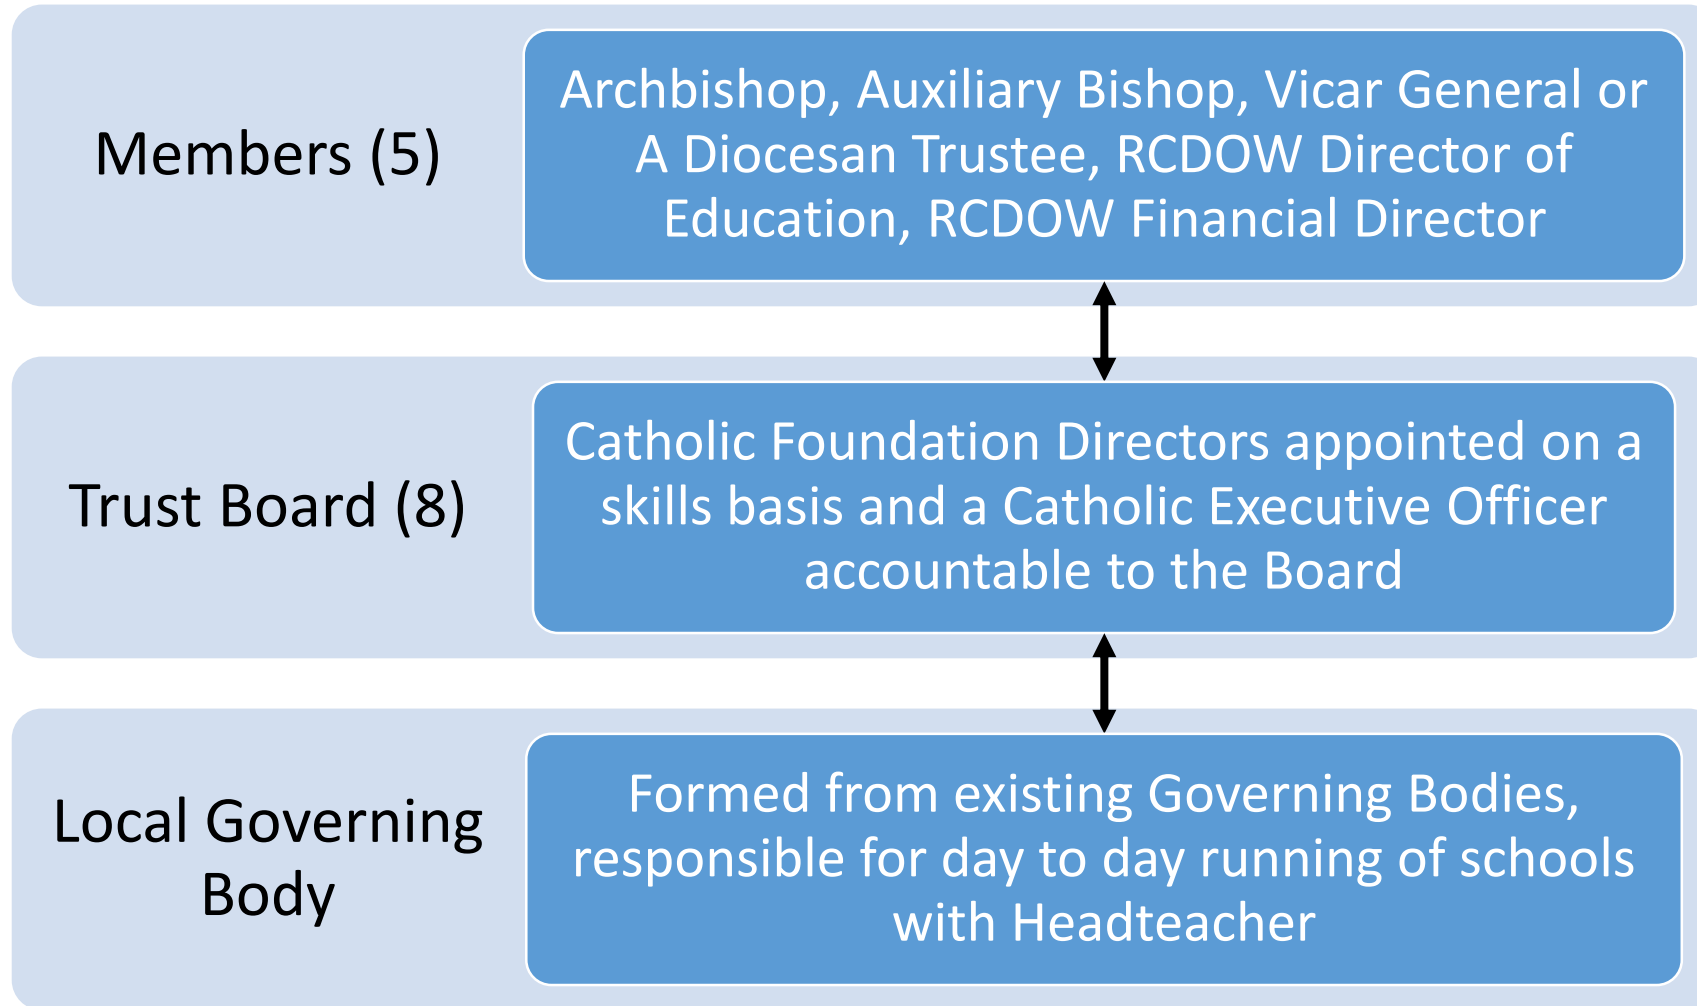 Members (5)
Archbishop, Auxiliary Bishop, Vicar General or
A Diocesan Trustee, RCDOW Director of
Education, RCDOW Financial Director
Trust Board (8)
Catholic Foundation Directors appointed on a
skills basis and a Catholic Executive Officer
accountable to the Board
Local Governing
Body
Formed from existing Governing Bodies,
responsible for day to day running of schools
with Headteacher